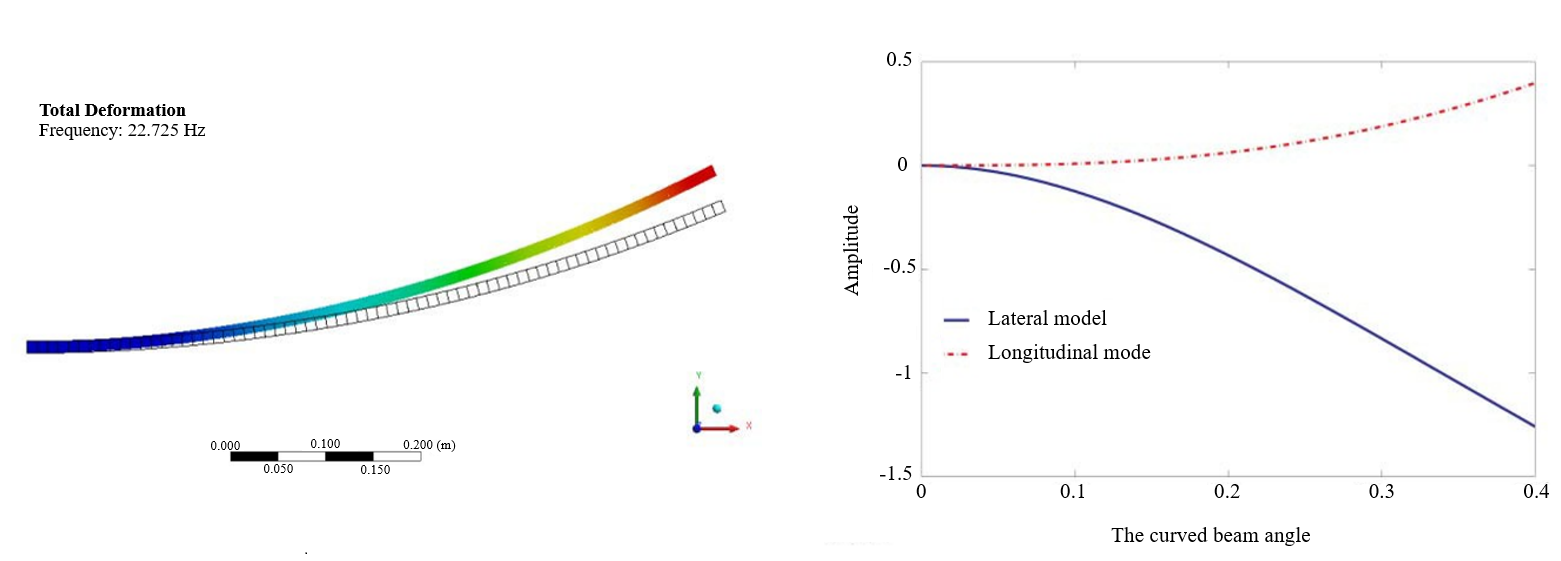 Total Deformation
Frequency: 22.725 Hz
Y
X
0.000 0.100 0.200 (m)
0.050 0.150
0.5
0
-0.5
-1
-1.5
Amplitude
Lateral model
Longitudinal mode
0 0.1 0.2 0.3 0.4
The curved beam angle